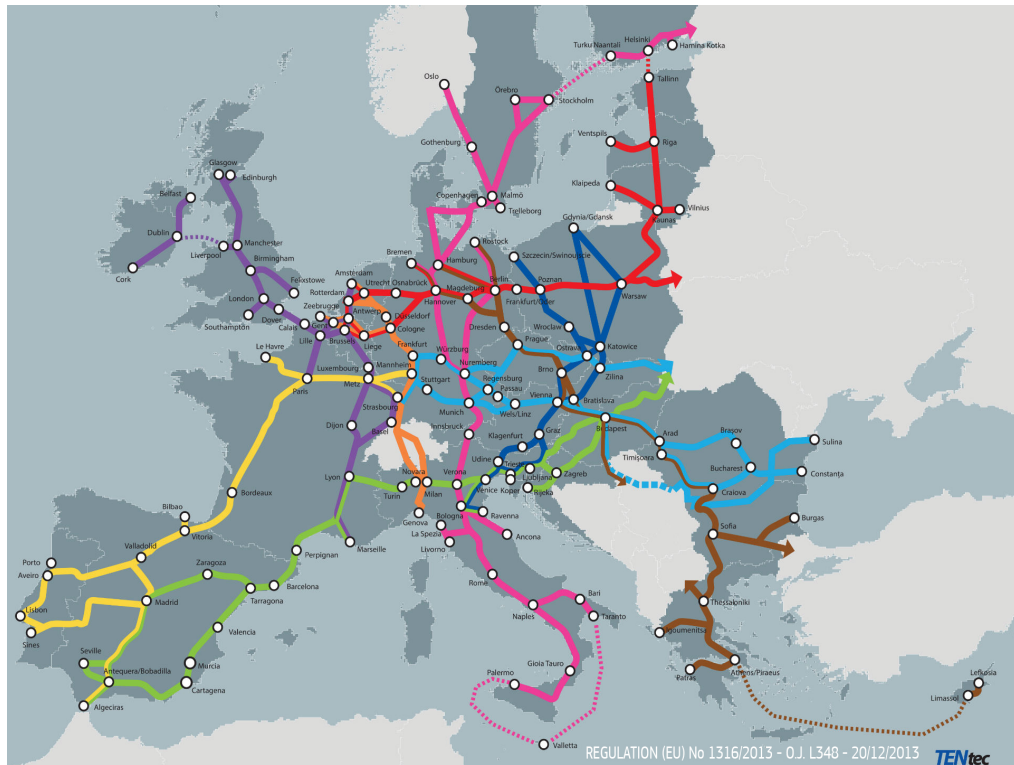 Turku Naantali
Helsinki
Hamina Kotka
Oslo
Örebro
Stockholm
Tallinn
Gothenburg
Ventspils
Riga
Glasgow
Edinburgh
Klaipeda
Belfast
Copenhagen
Malmö
Trelleborg
Vilnius
Kaunas
Gdynia/Gdansk
Dublin
Liverpool
Manchester
Rostock
Bremen
Hamburg
Szczecin/Swinoujscie
Cork
Birmingham
Felixstowe
Amsterdam
Utrecht
Osnabrück
Berlin
Poznan
Warsaw
London
Rotterdam
Hannover
Magdeburg
Frankfurt/Oder
Southampton
Dover
Calais
Zeebrugge
Gent
Antwerp
Düsseldorf
Cologne
Dresden
Wrocław
Lille
Brussels
Liege
Prague
Ostrava
Katowice
Le Havre
Frankfurt
Würzburg
Luxembourg
Mannheim
Nuremberg
Brno
Zilina
Paris
Metz
Stuttgart
Regensburg
Passau
Strasbourg
Munich
Wels/Linz
Vienna
Bratislava
Dijon
Basel
Innsbruck
Klagenfurt
Graz
Budapest
Arad
Braşov
Sulina
Udine
Trieste
Timişoara
Novara
Verona
Ljubljana
Zagreb
Bucharest
Constanţa
Lyon
Turin
Milan
Venice
Koper
Rijeka
Craiova
Bordeaux
Genova
Bologna
Ravenna
Bilbao
Vitoria
La Spezia
Ancona
Sofia
Burgas
Marseille
Livorno
Porto
Valladolid
Perpignan
Aveiro
Zaragoza
Rome
Barcelona
Tarragona
Madrid
Bari
Thessaloniki
Lisbon
Naples
Taranto
Sines
Valencia
Igoumenitsa
Seville
Murcia
Antequera/Bobadilla
Gioia Tauro
Palermo
Patras
Athens/Piraeus
Lefkosia
Cartagena
Limassol
Algeciras
Valletta
REGULATION (EU) No 1316/2013 - O.J. L348 - 20/12/2013
TENtec